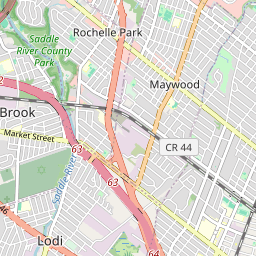 Rochelle Park
Saddle
River County
Park
Maywood
62
Brook
Market Street
CR 44
63
63
Saddle River
46
Lodi
64